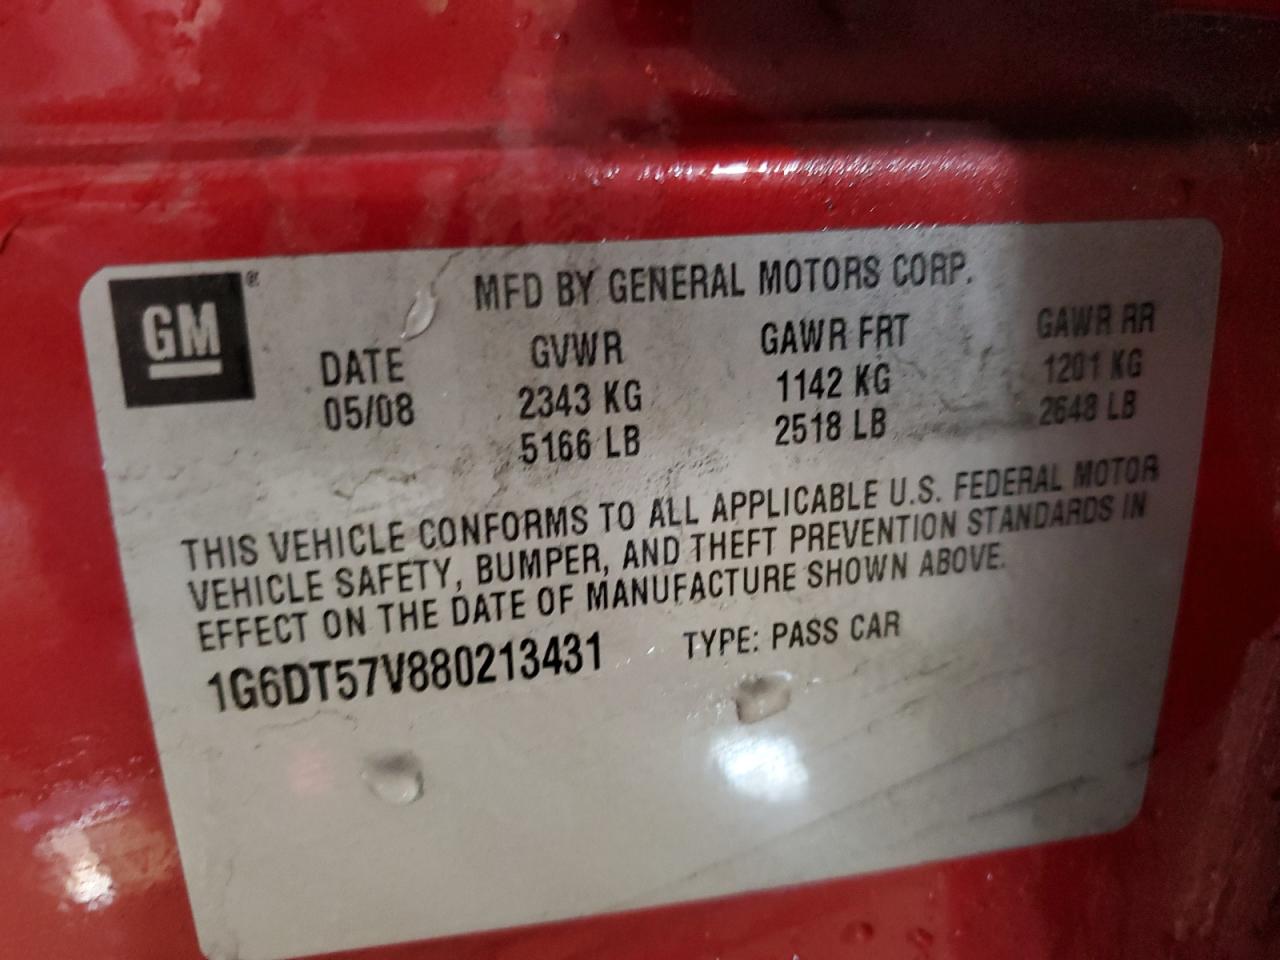 GM ®
MFD BY GENERAL MOTORS CORP.
DATE GVWR GAWR FRT GAWR RR
05/08 2343 KG 1142 KG 1201 KG
5166 LB 2518 LB 2648 LB
THIS VEHICLE CONFORMS TO ALL APPLICABLE U.S. FEDERAL MOTOR
VEHICLE SAFETY, BUMPER, AND THEFT PREVENTION STANDARDS IN
EFFECT ON THE DATE OF MANUFACTURE SHOWN ABOVE.
1G6DT57V880213431 TYPE: PASS CAR